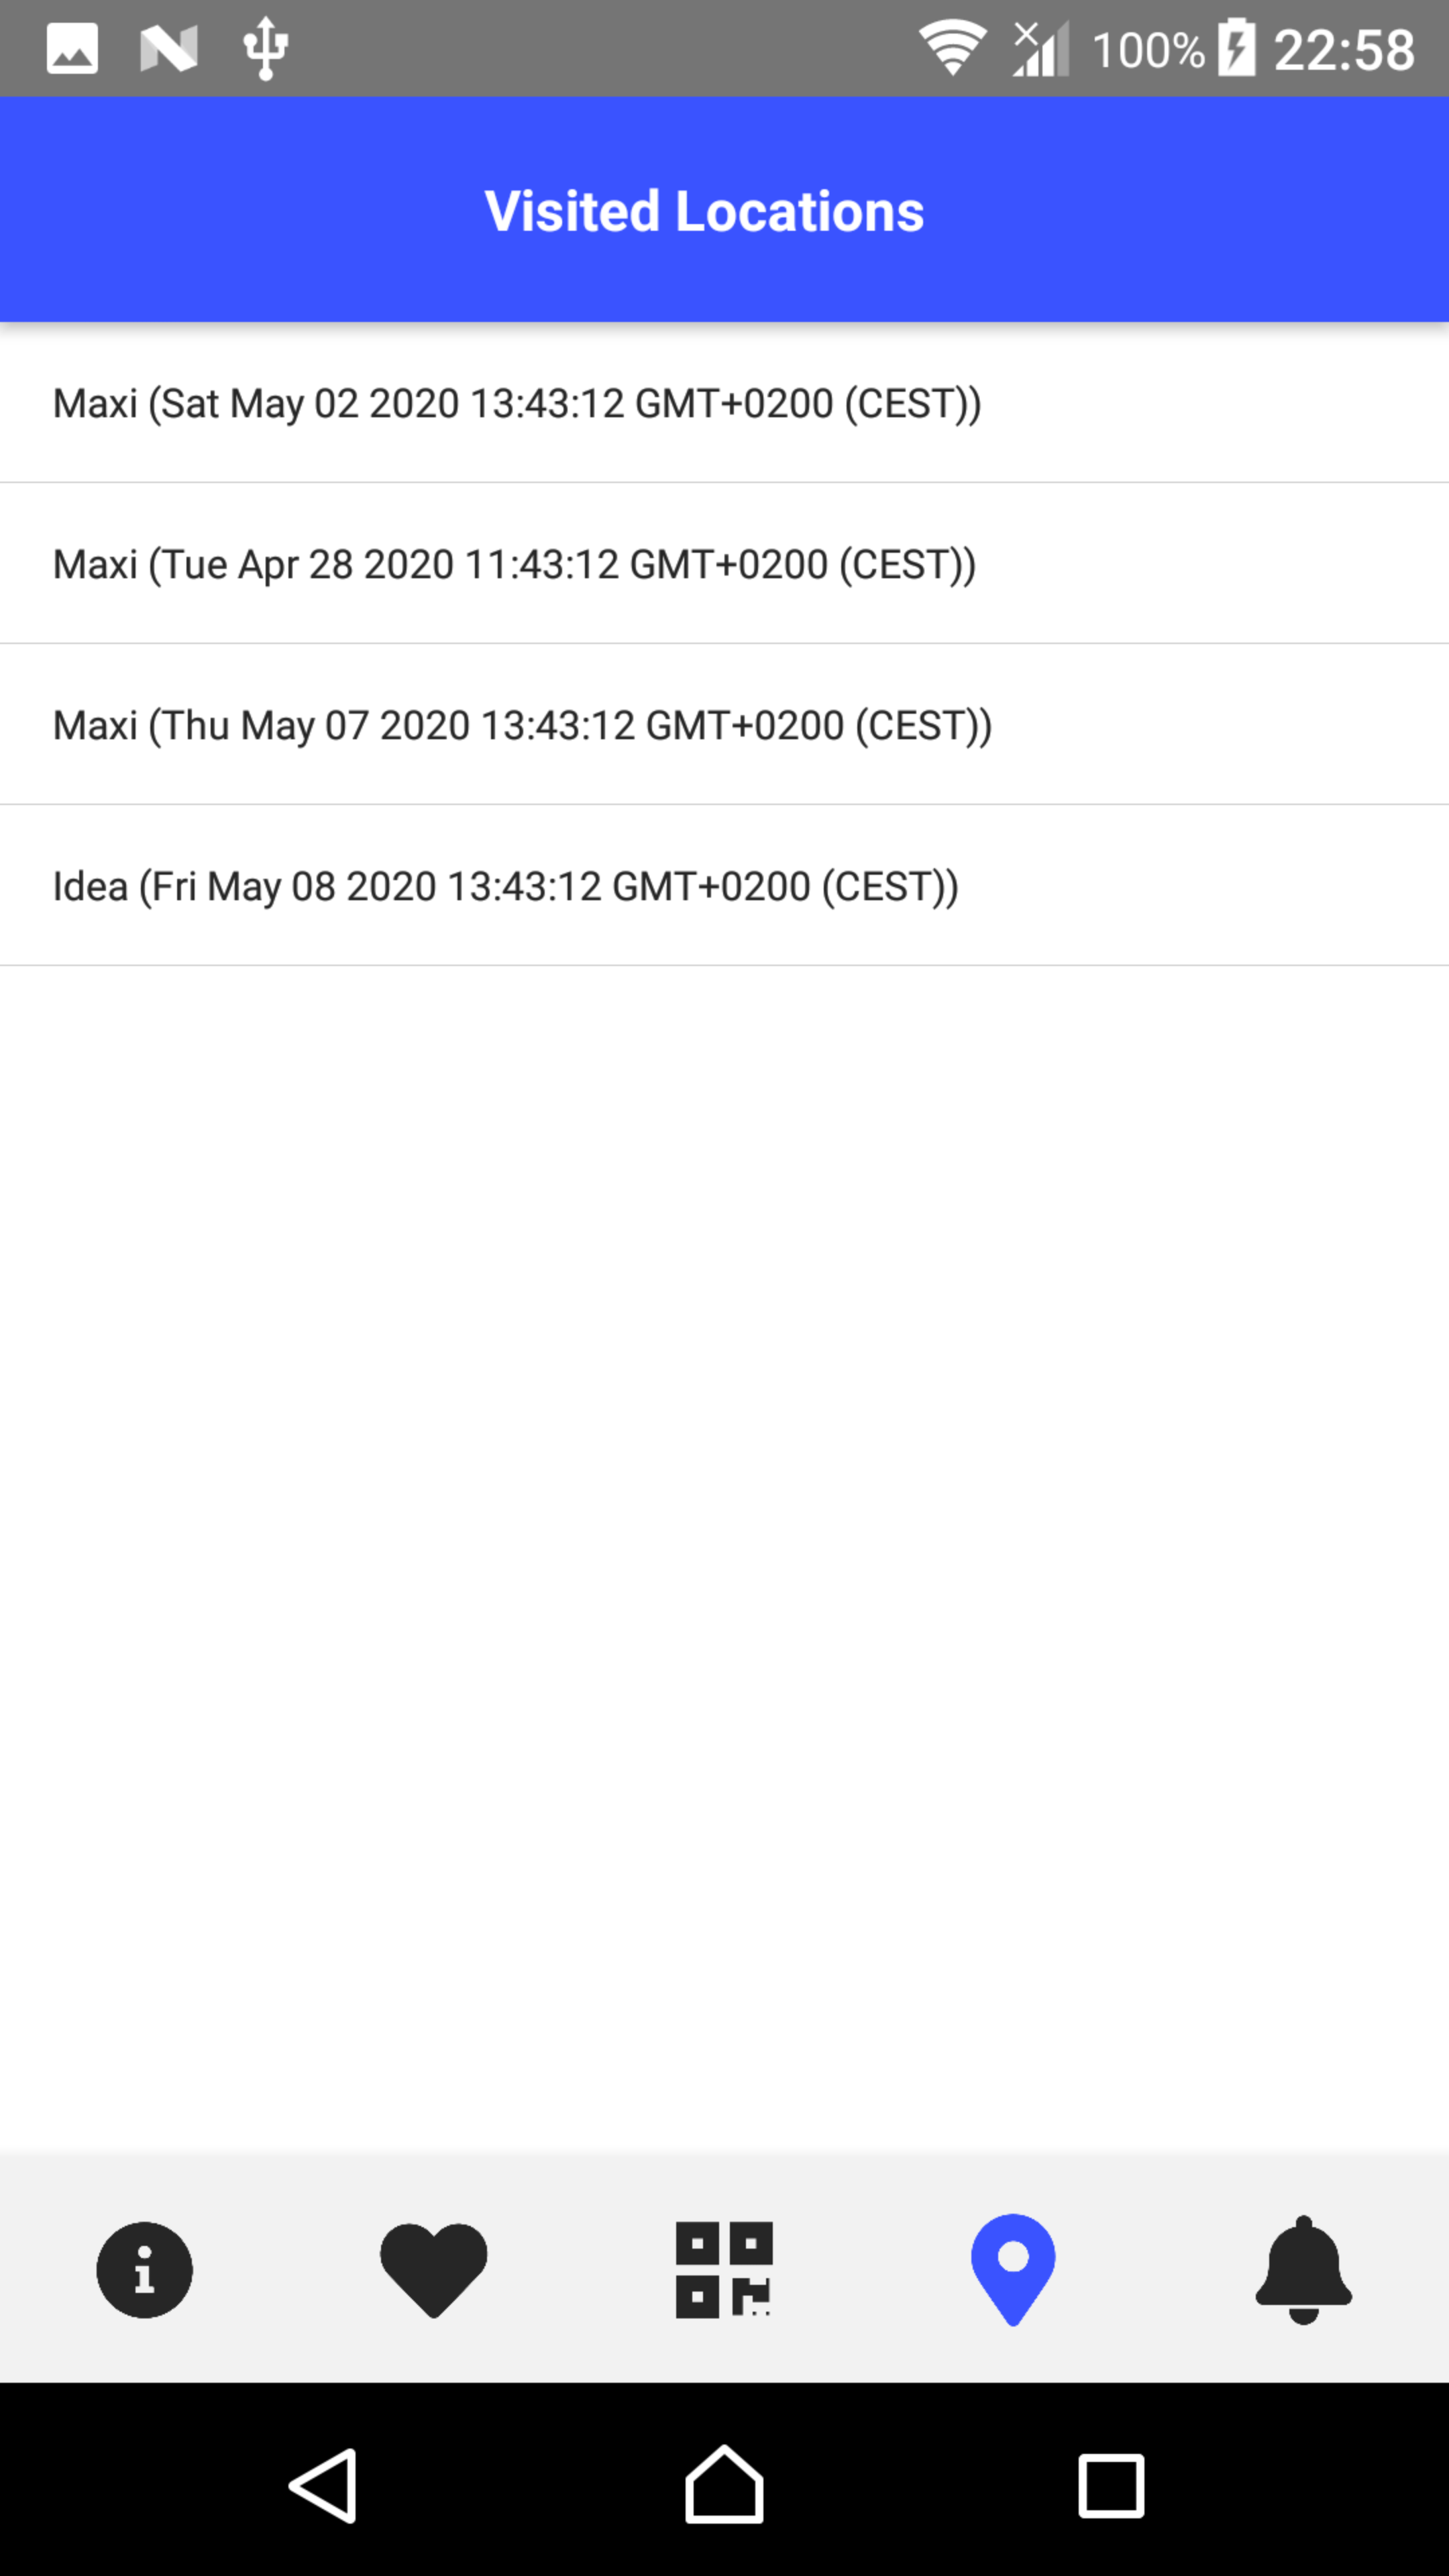 100% 22:58
Visited Locations
Maxi (Sat May 02 2020 13:43:12 GMT+0200 (CEST))
Maxi (Tue Apr 28 2020 11:43:12 GMT+0200 (CEST))
Maxi (Thu May 07 2020 13:43:12 GMT+0200 (CEST))
Idea (Fri May 08 2020 13:43:12 GMT+0200 (CEST))